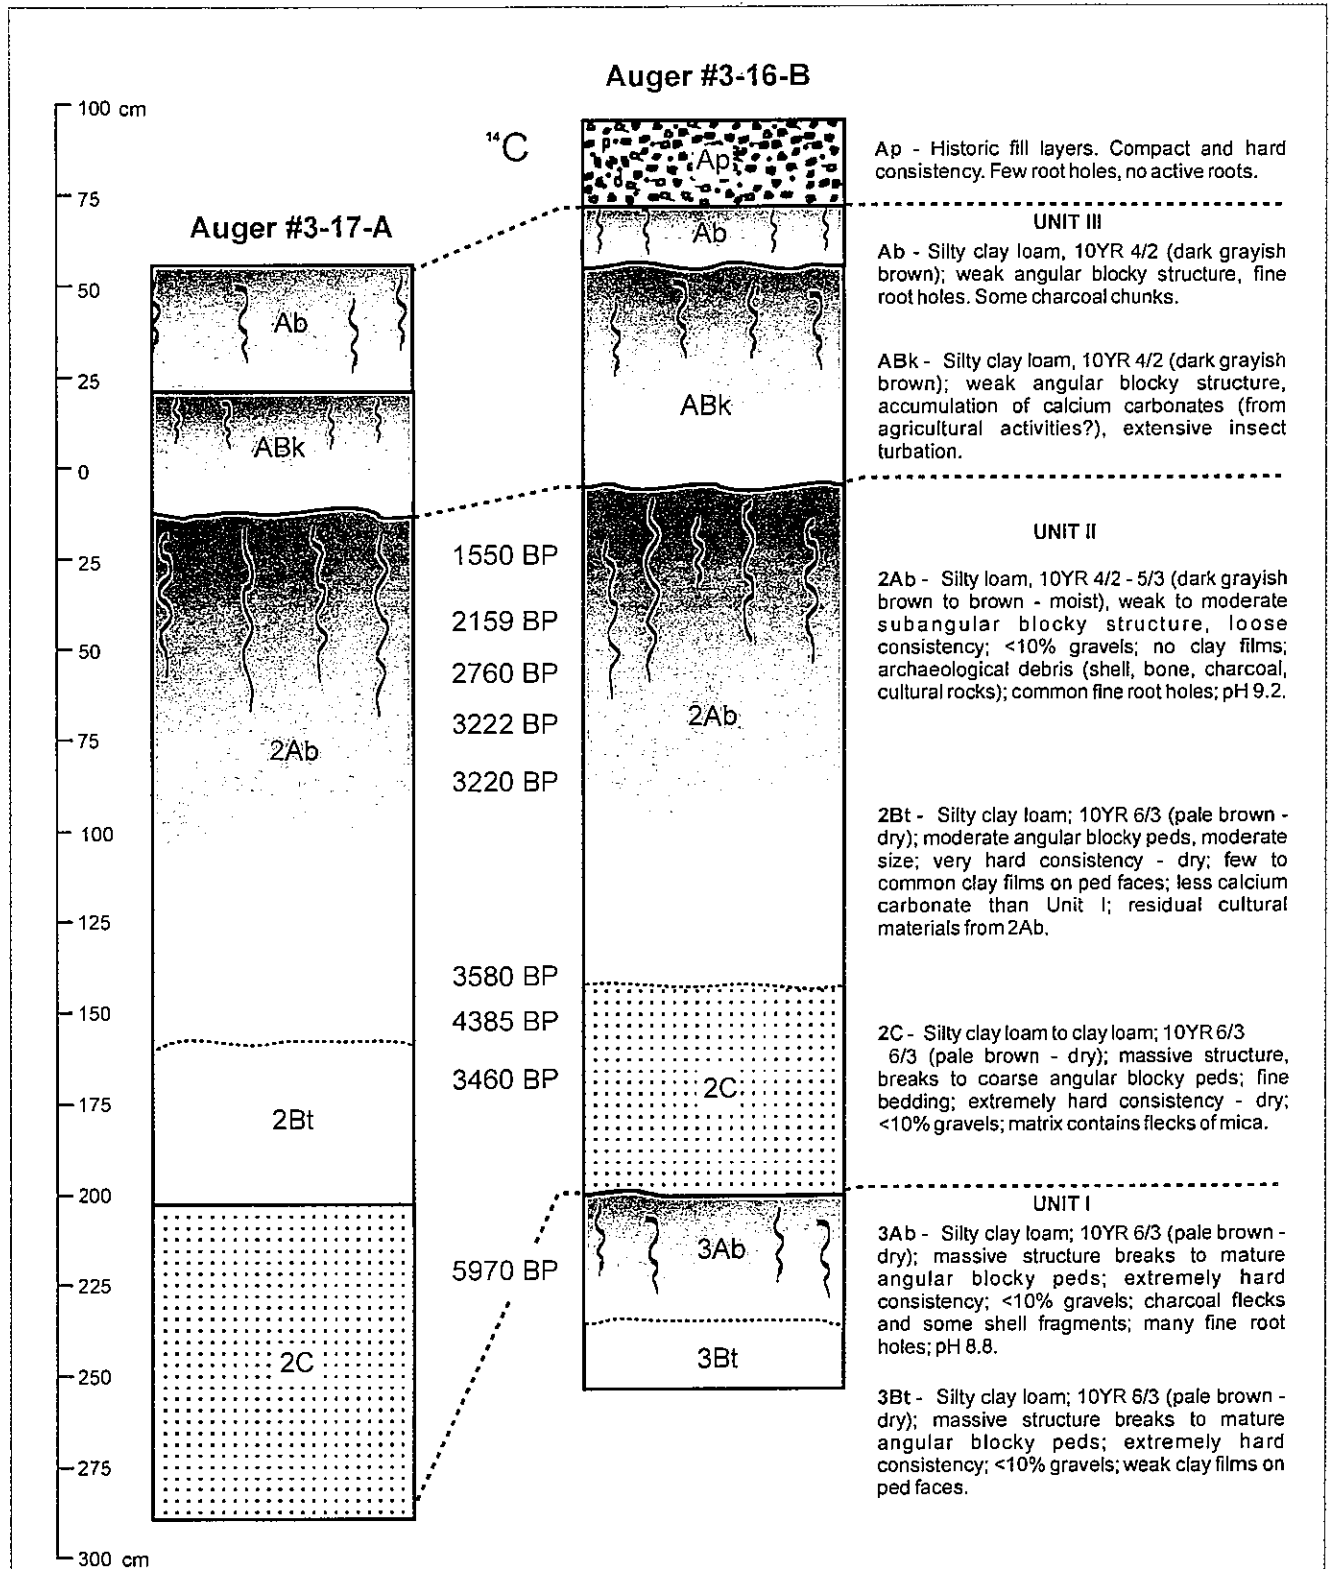 Auger #3-16-B
100 cm
75
50
25
0
25
50
75
100
125
150
175
200
225
250
275
300 cm
Auger #3-17-A
Ab
ABk
2Ab
2Bt
2C
14C
1550 BP
2159 BP
2760 BP
3222 BP
3220 BP
3580 BP
4385 BP
3460 BP
5970 BP
Ap
Ab
ABk
2Ab
2C
3Ab
3Bt
Ap - Historic fill layers. Compact and hard
consistency. Few root holes, no active roots.
UNIT III
Ab - Silty clay loam, 10YR 4/2 (dark grayish
brown); weak angular blocky structure, fine
root holes. Some charcoal chunks.
ABk - Silty clay loam, 10YR 4/2 (dark grayish
brown); weak angular blocky structure,
accumulation of calcium carbonates (from
agricultural activities?), extensive insect
turbation.
UNIT II
2Ab - Silty loam, 10YR 4/2 - 5/3 (dark grayish
brown to brown - moist), weak to moderate
subangular blocky structure, loose
consistency; <10% gravels; no clay films;
archaeological debris (shell, bone, charcoal,
cultural rocks); common fine root holes; pH 9.2.
2Bt - Silty clay loam; 10YR 6/3 (pale brown -
dry); moderate angular blocky peds, moderate
size; very hard consistency - dry; few to
common clay films on ped faces; less calcium
carbonate than Unit I; residual cultural
materials from 2Ab.
2C - Silty clay loam to clay loam; 10YR 6/3
6/3 (pale brown - dry); massive structure,
breaks to coarse angular blocky peds; fine
bedding; extremely hard consistency - dry;
<10% gravels; matrix contains flecks of mica.
UNIT I
3Ab - Silty clay loam; 10YR 6/3 (pale brown -
dry); massive structure breaks to mature
angular blocky peds; extremely hard
consistency; <10% gravels; charcoal flecks
and some shell fragments; many fine root
holes; pH 8.8.
3Bt - Silty clay loam; 10YR 6/3 (pale brown -
dry); massive structure breaks to mature
angular blocky peds; extremely hard
consistency; <10% gravels; weak clay films on
ped faces.